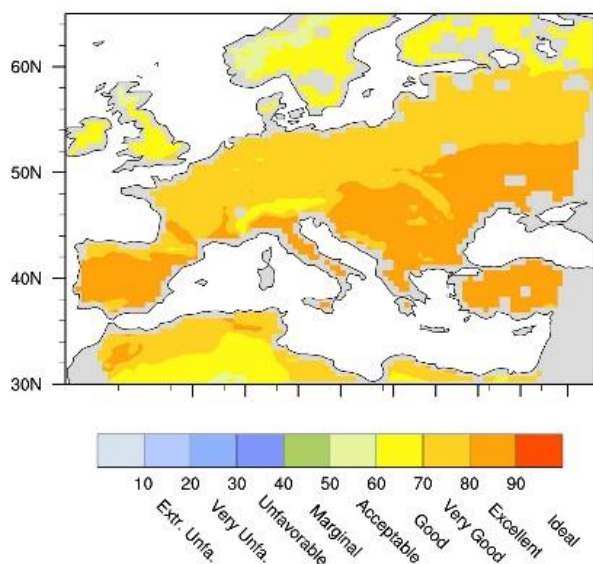 60N
50N
40N
30N
10 20 30 40 50 60 70 80 90
Extr. Unfa.
Very Unfa.
Unfavorable
Marginal
Acceptable
Good
Very Good
Excellent
Ideal